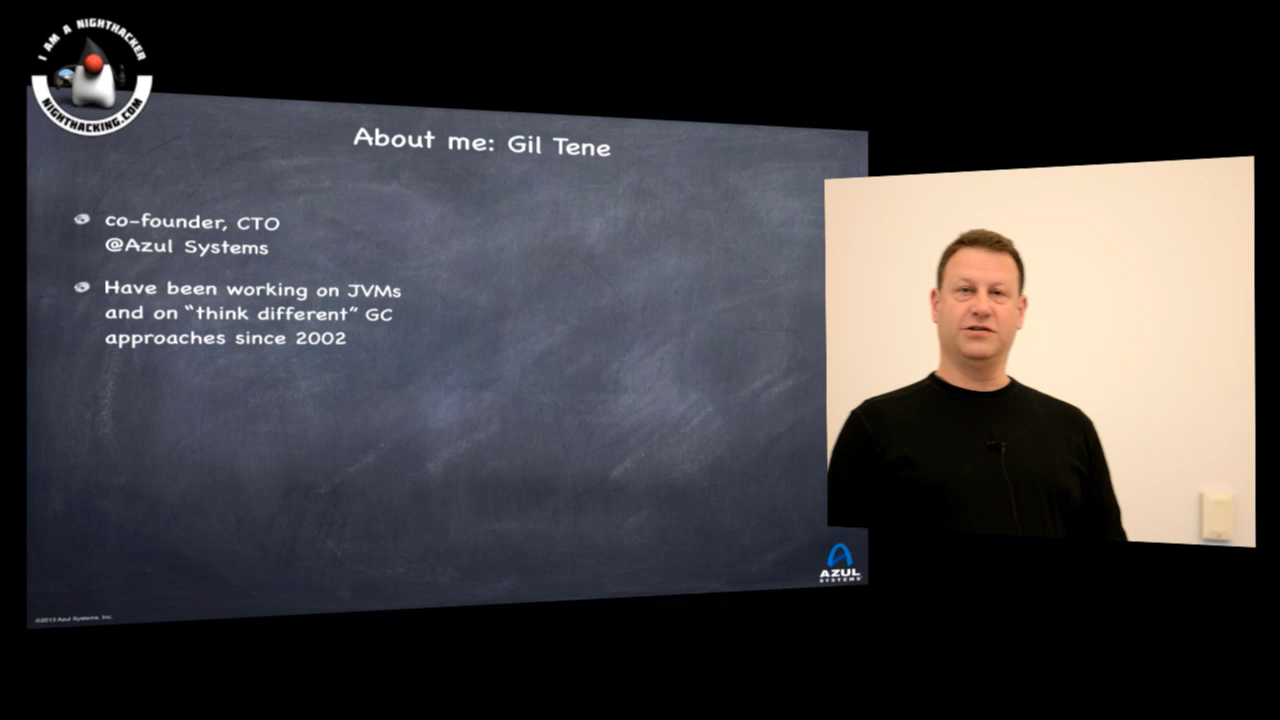 I AM A NIGHTHACKER
NIGHTHACKING.COM
About me: Gil Tene
co-founder, CTO
@Azul Systems
Have been working on JVMs
and on “think different” GC
approaches since 2002
AZUL
SYSTEMS
©2013 Azul Systems, Inc.